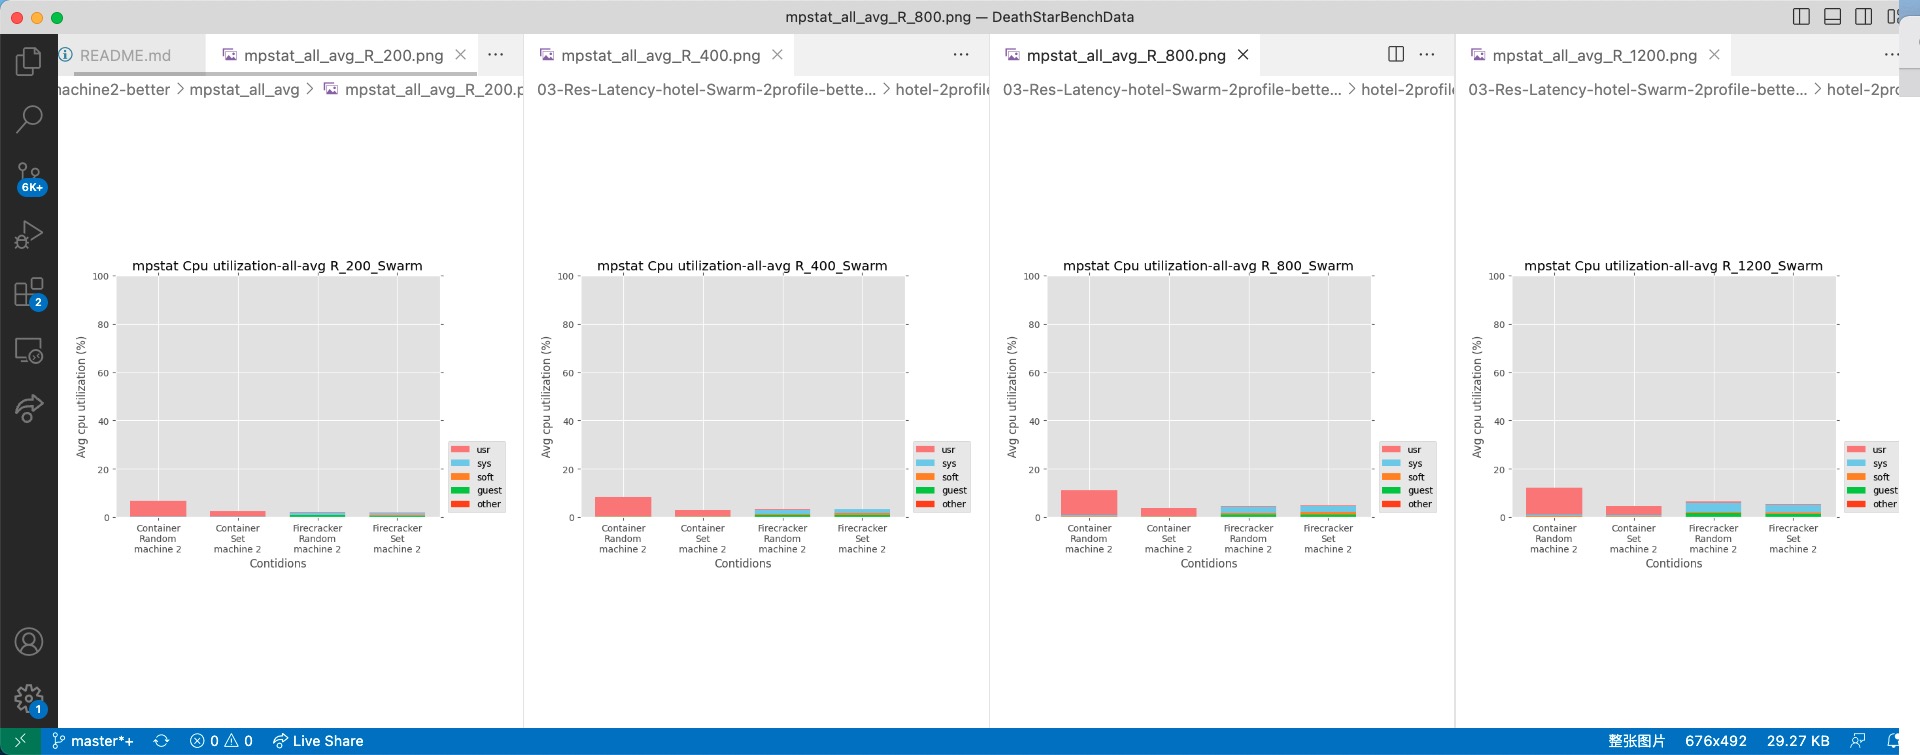 mpstat_all_avg_R_800.png — DeathStarBenchData
README.md
mpstat_all_avg_R_200.png
mpstat_all_avg_R_400.png
mpstat_all_avg_R_800.png
mpstat_all_avg_R_1200.png
machine2-better > mpstat_all_avg > mpstat_all_avg_R_200.p
03-Res-Latency-hotel-Swarm-2profile-bette... > hotel-2profile
03-Res-Latency-hotel-Swarm-2profile-bette... > hotel-2profil
03-Res-Latency-hotel-Swarm-2profile-bette... > hotel-2pro
6K+
2
1
mpstat Cpu utilization-all-avg R_200_Swarm
Avg cpu utilization (%)
100
80
60
40
20
0
usr
sys
soft
guest
other
Container Random machine 2
Container Set machine 2
Firecracker Random machine 2
Firecracker Set machine 2
Contidions
mpstat Cpu utilization-all-avg R_400_Swarm
Avg cpu utilization (%)
100
80
60
40
20
0
usr
sys
soft
guest
other
Container Random machine 2
Container Set machine 2
Firecracker Random machine 2
Firecracker Set machine 2
Contidions
mpstat Cpu utilization-all-avg R_800_Swarm
Avg cpu utilization (%)
100
80
60
40
20
0
usr
sys
soft
guest
other
Container Random machine 2
Container Set machine 2
Firecracker Random machine 2
Firecracker Set machine 2
Contidions
mpstat Cpu utilization-all-avg R_1200_Swarm
Avg cpu utilization (%)
100
80
60
40
20
0
usr
sys
soft
guest
other
Container Random machine 2
Container Set machine 2
Firecracker Random machine 2
Firecracker Set machine 2
Contidions
master*+
0
0
Live Share
整张图片
676x492
29.27 KB